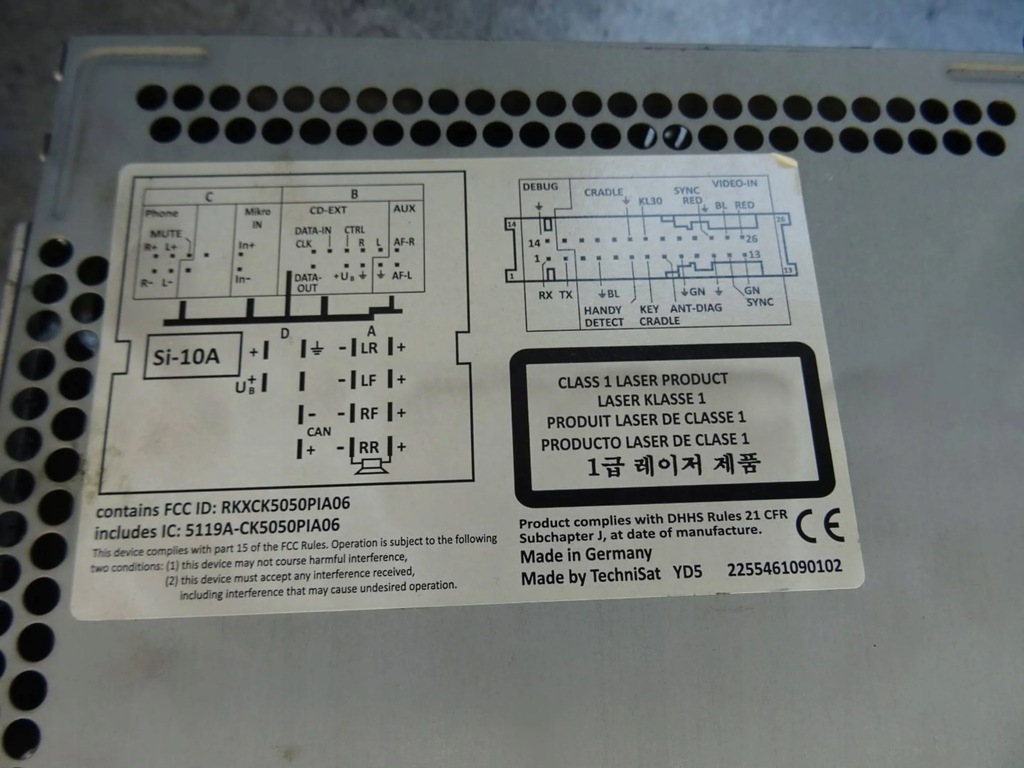 C B
Phone Mikro IN CD-EXT AUX
MUTE DATA-IN CTRL
R+ L+ In+ CLK R L AF-R
R- L- In- DATA-OUT +UB AF-L
D A
Si-10A + - LR +
U+B - LF +
- - RF +
CAN
+ - RR +
contains FCC ID: RKXCK5050PIA06
includes IC: 5119A-CK5050PIA06
This device complies with part 15 of the FCC Rules. Operation is subject to the following
two conditions: (1) this device may not course harmful interference,
(2) this device must accept any interference received,
including interference that may cause undesired operation.
DEBUG CRADLE SYNC VIDEO-IN
KL30 RED BL RED
14 26
14 26
1 13
1 13
RX TX BL GN GN
HANDY KEY ANT-DIAG SYNC
DETECT CRADLE
CLASS 1 LASER PRODUCT
LASER KLASSE 1
PRODUIT LASER DE CLASSE 1
PRODUCTO LASER DE CLASE 1
1급 레이저 제품
Product complies with DHHS Rules 21 CFR
Subchapter J, at date of manufacture.
CE
Made in Germany
Made by TechniSat YD5 2255461090102